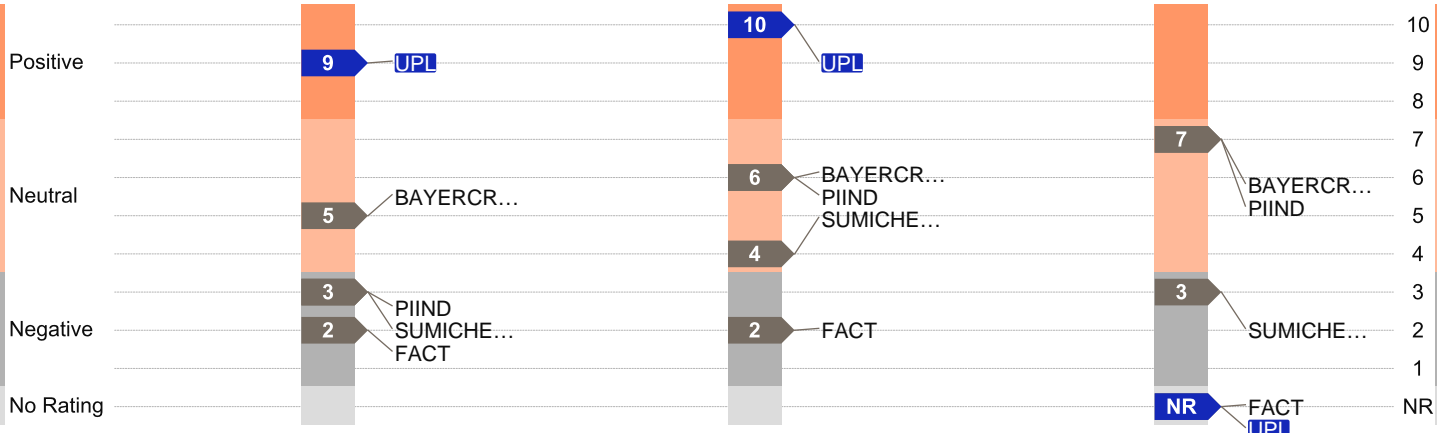 10 10
Positive 9 UPL UPL 9
8
7 7
6 BAYERCR… 6
PIIND
Neutral BAYERCR… SUMICHE… BAYERCR…
5 PIIND 5
4 4
3 3 3
PIIND
Negative SUMICHE… 2 FACT SUMICHE… 2
2 FACT
1
No Rating NR FACT NR
UPL